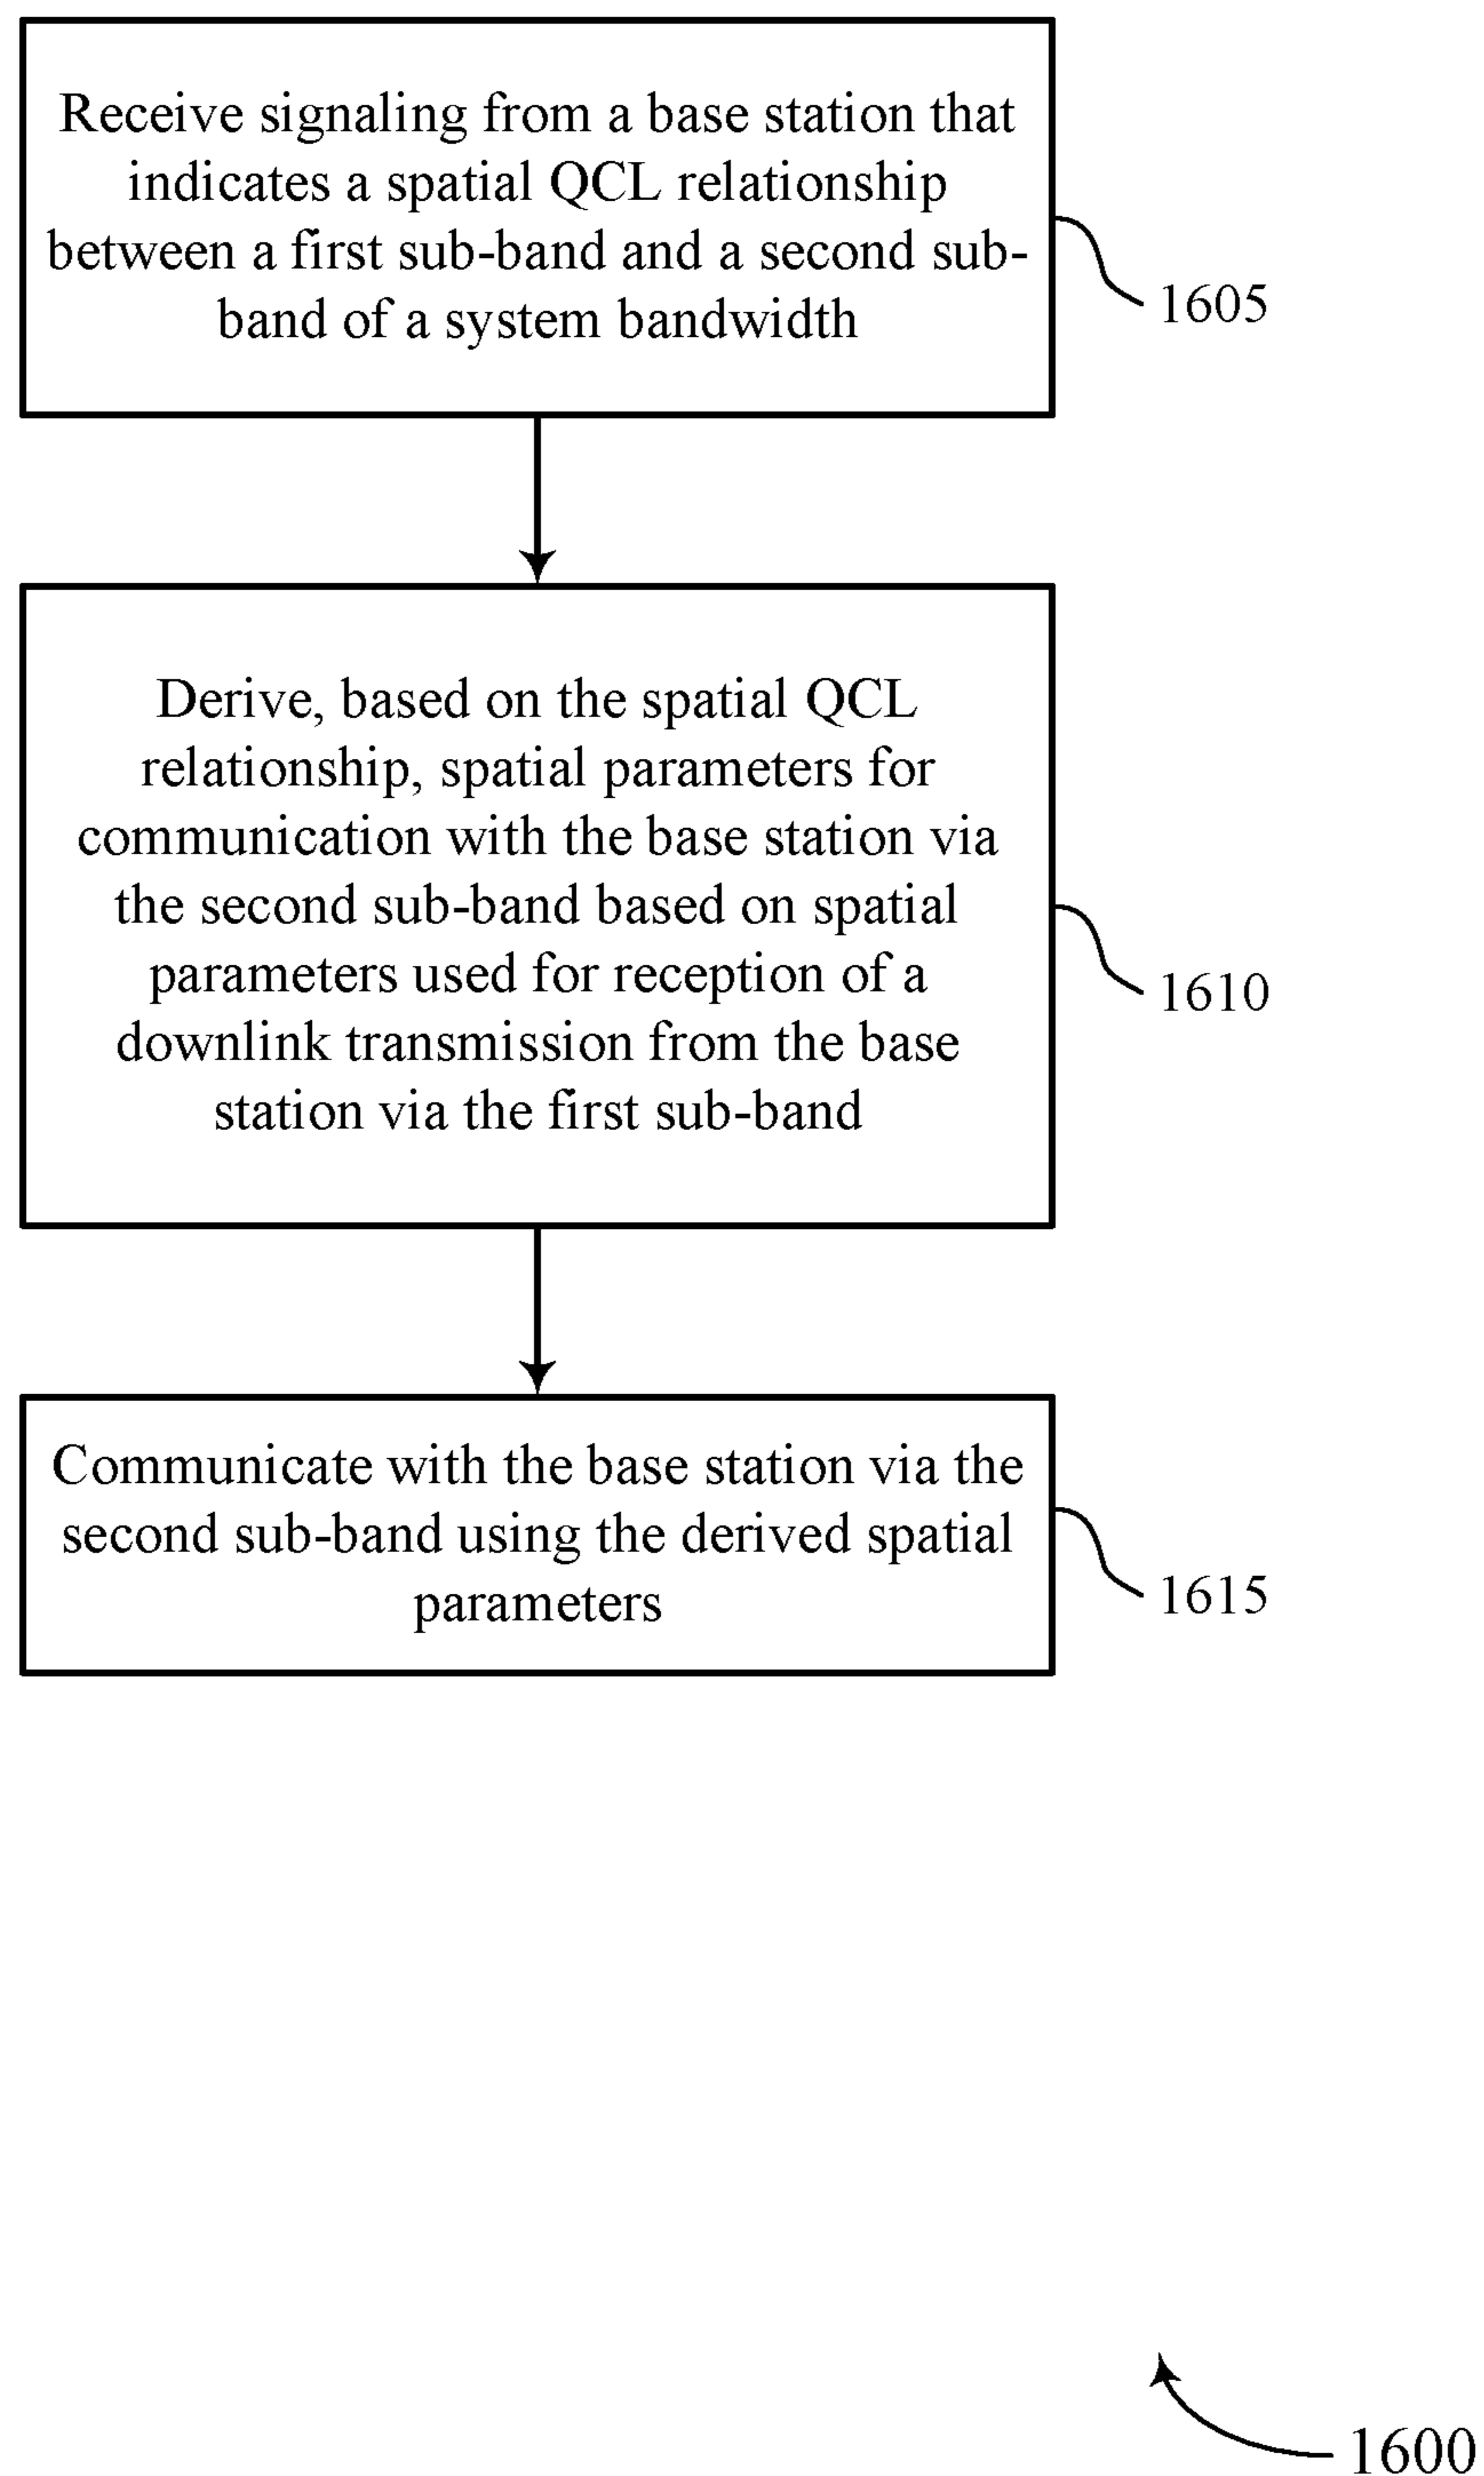 Receive signaling from a base station that
indicates a spatial QCL relationship
between a first sub-band and a second sub-
band of a system bandwidth
1605
Derive, based on the spatial QCL
relationship, spatial parameters for
communication with the base station via
the second sub-band based on spatial
parameters used for reception of a
downlink transmission from the base
station via the first sub-band
1610
Communicate with the base station via the
second sub-band using the derived spatial
parameters
1615
1600